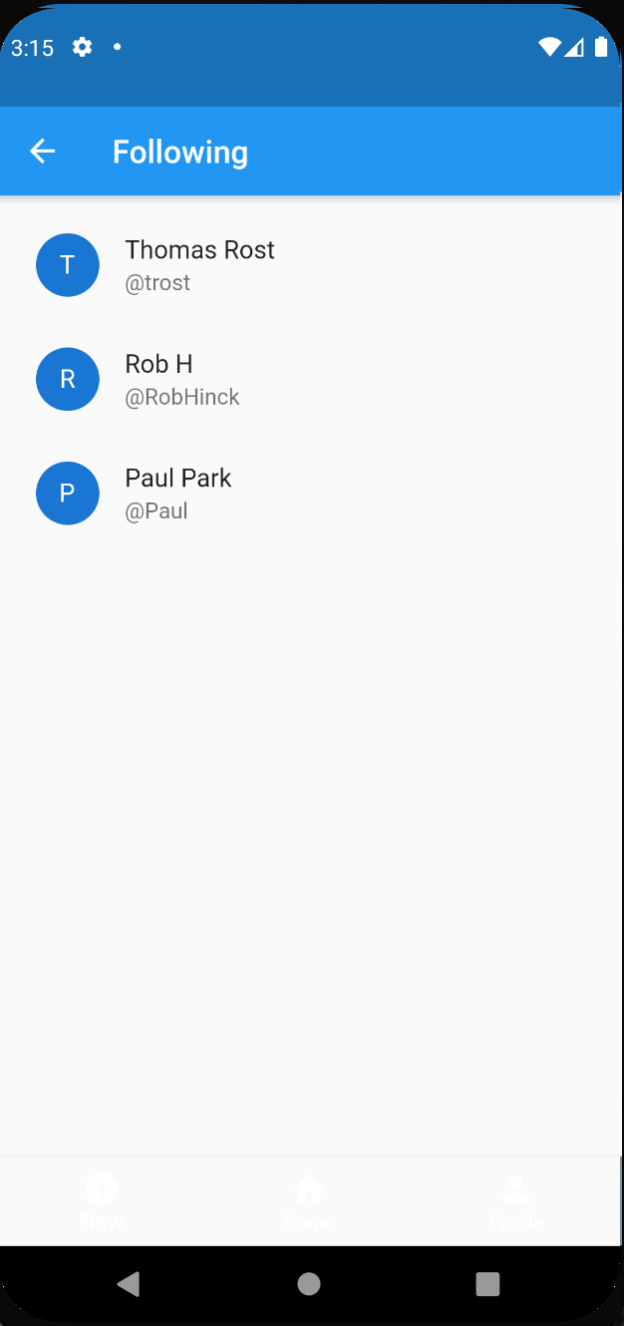 3:15
Following
T
Thomas Rost
@trost
R
Rob H
@RobHinck
P
Paul Park
@Paul
New
Home
Profile